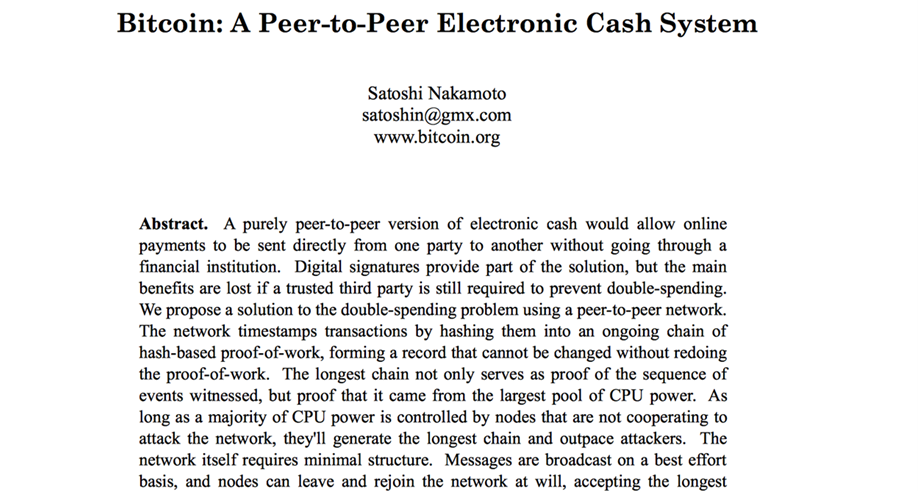 Bitcoin: A Peer-to-Peer Electronic Cash System
Satoshi Nakamoto
satoshin@gmx.com
www.bitcoin.org
Abstract. A purely peer-to-peer version of electronic cash would allow online
payments to be sent directly from one party to another without going through a
financial institution. Digital signatures provide part of the solution, but the main
benefits are lost if a trusted third party is still required to prevent double-spending.
We propose a solution to the double-spending problem using a peer-to-peer network.
The network timestamps transactions by hashing them into an ongoing chain of
hash-based proof-of-work, forming a record that cannot be changed without redoing
the proof-of-work. The longest chain not only serves as proof of the sequence of
events witnessed, but proof that it came from the largest pool of CPU power. As
long as a majority of CPU power is controlled by nodes that are not cooperating to
attack the network, they'll generate the longest chain and outpace attackers. The
network itself requires minimal structure. Messages are broadcast on a best effort
basis, and nodes can leave and rejoin the network at will, accepting the longest